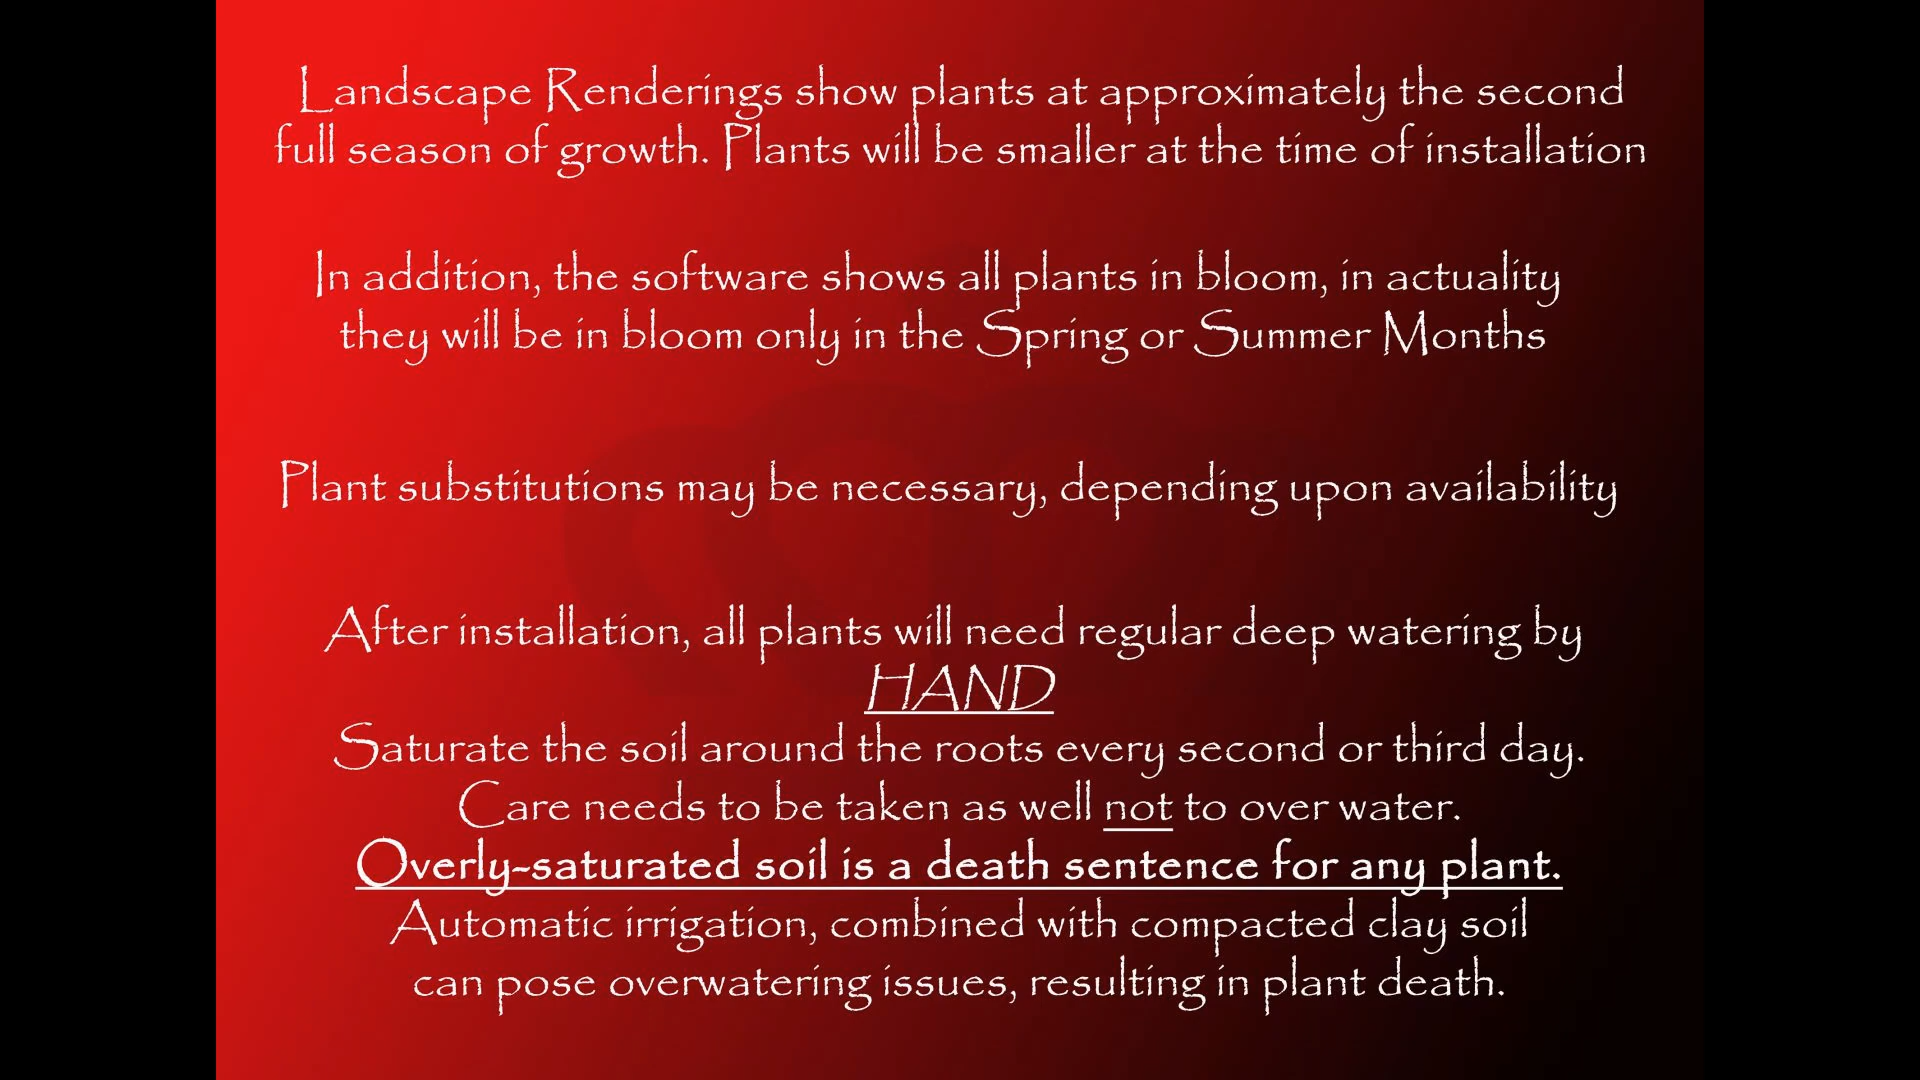 Landscape Renderings show plants at approximately the second
full season of growth. Plants will be smaller at the time of installation
In addition, the software shows all plants in bloom, in actuality
they will be in bloom only in the Spring or Summer Months
Plant substitutions may be necessary, depending upon availability
After installation, all plants will need regular deep watering by
HAND
Saturate the soil around the roots every second or third day.
Care needs to be taken as well not to over water.
Overly-saturated soil is a death sentence for any plant.
Automatic irrigation, combined with compacted clay soil
can pose overwatering issues, resulting in plant death.